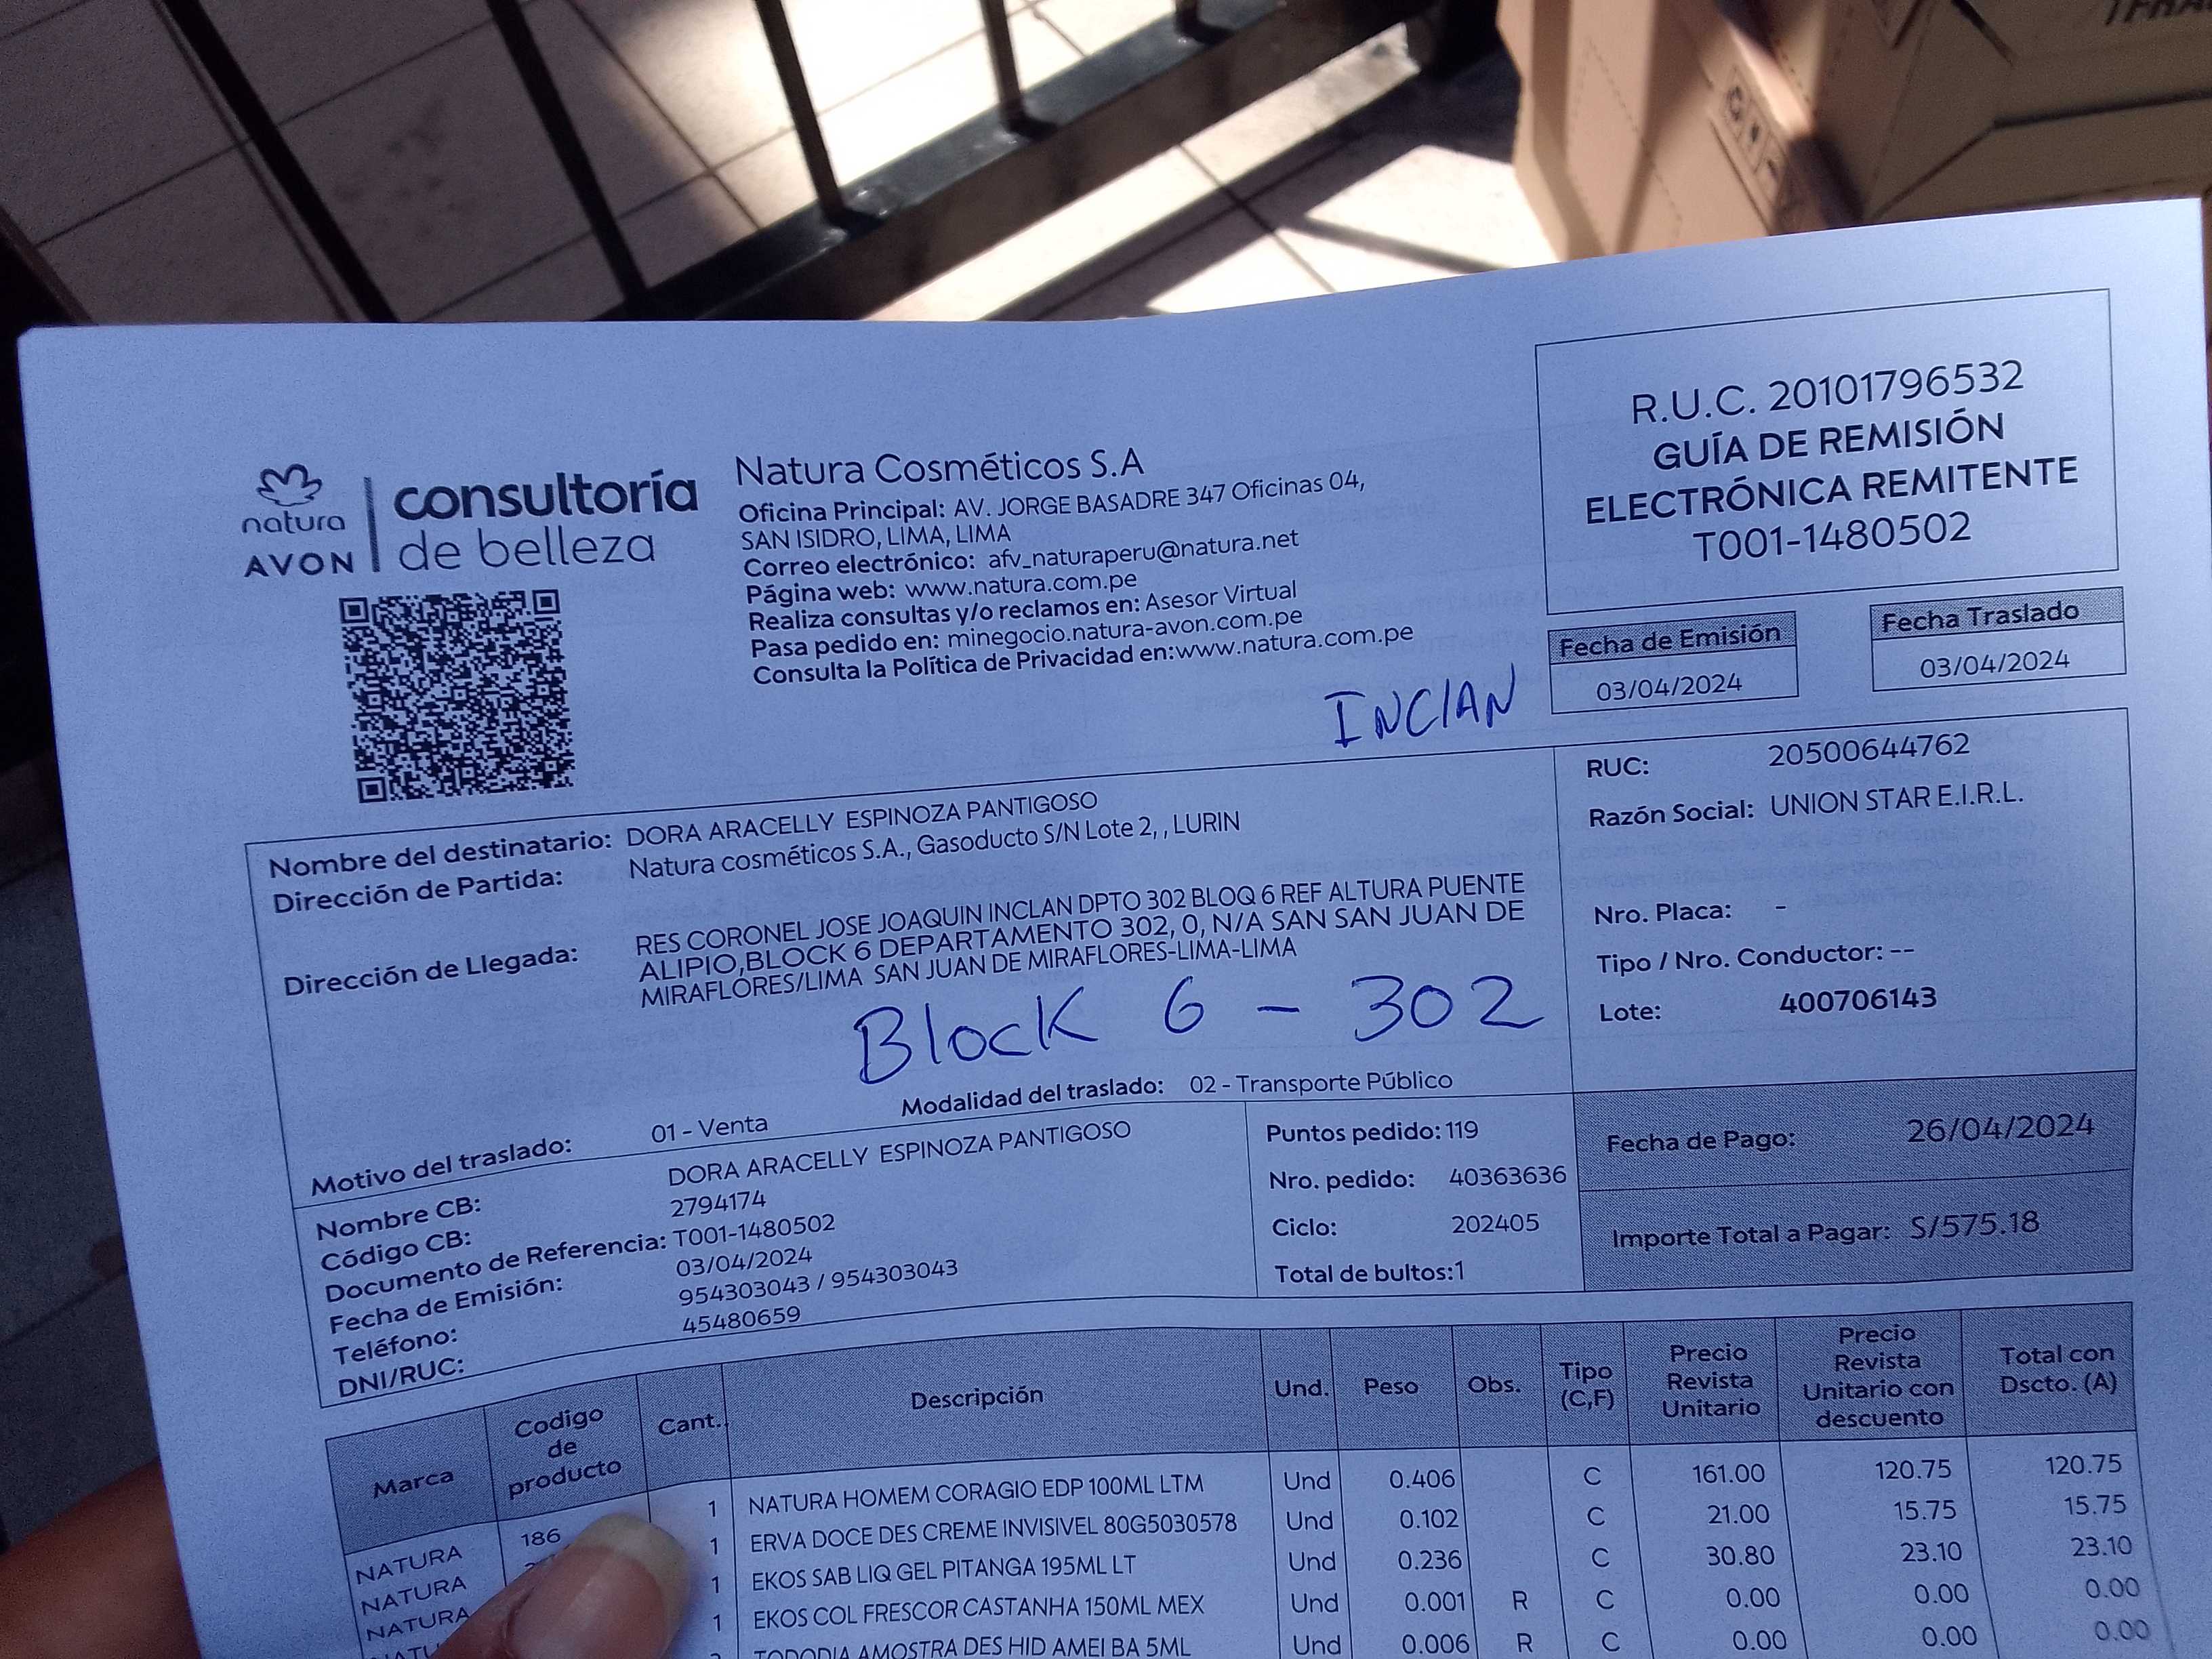 natura
AVON
consultoría
de belleza
Natura Cosméticos S.A
Oficina Principal: AV. JORGE BASADRE 347 Oficinas 04,
SAN ISIDRO, LIMA, LIMA
Correo electrónico: afv_naturaperu@natura.net
Página web: www.natura.com.pe
Realiza consultas y/o reclamos en: Asesor Virtual
Pasa pedido en: minegocio.natura-avon.com.pe
Consulta la Política de Privacidad en:www.natura.com.pe
R.U.C. 20101796532
GUÍA DE REMISIÓN
ELECTRÓNICA REMITENTE
T001-1480502
Fecha de Emisión
03/04/2024
Fecha Traslado
03/04/2024
INCLAN
Nombre del destinatario: DORA ARACELLY ESPINOZA PANTIGOSO
Dirección de Partida: Natura cosméticos S.A., Gasoducto S/N Lote 2, , LURIN
Dirección de Llegada: RES CORONEL JOSE JOAQUIN INCLAN DPTO 302 BLOQ 6 REF ALTURA PUENTE
ALIPIO,BLOCK 6 DEPARTAMENTO 302, 0, N/A SAN SAN JUAN DE
MIRAFLORES/LIMA SAN JUAN DE MIRAFLORES-LIMA-LIMA
Block 6 - 302
Motivo del traslado: 01 - Venta Modalidad del traslado: 02 - Transporte Público
RUC: 20500644762
Razón Social: UNION STAR E.I.R.L.
Nro. Placa: -
Tipo / Nro. Conductor: --
Lote: 400706143
Nombre CB: DORA ARACELLY ESPINOZA PANTIGOSO
Código CB: 2794174
Documento de Referencia: T001-1480502
Fecha de Emisión: 03/04/2024
Teléfono: 954303043 / 954303043
DNI/RUC: 45480659
Puntos pedido: 119
Nro. pedido: 40363636
Ciclo: 202405
Total de bultos:1
Fecha de Pago: 26/04/2024
Importe Total a Pagar: S/575.18
Marca Codigo de producto Cant. Descripción Und. Peso Obs. Tipo (C,F) Precio Revista Unitario Precio Revista Unitario con descuento Total con Dscto. (A)
NATURA 186 1 NATURA HOMEM CORAGIO EDP 100ML LTM Und 0.406 C 161.00 120.75 120.75
NATURA 1 ERVA DOCE DES CREME INVISIVEL 80G5030578 Und 0.102 C 21.00 15.75 15.75
NATURA 1 EKOS SAB LIQ GEL PITANGA 195ML LT Und 0.236 C 30.80 23.10 23.10
1 EKOS COL FRESCOR CASTANHA 150ML MEX Und 0.001 R C 0.00 0.00 0.00
TODODIA AMOSTRA DES HID AMEI BA 5ML Und 0.006 R C 0.00 0.00 0.00